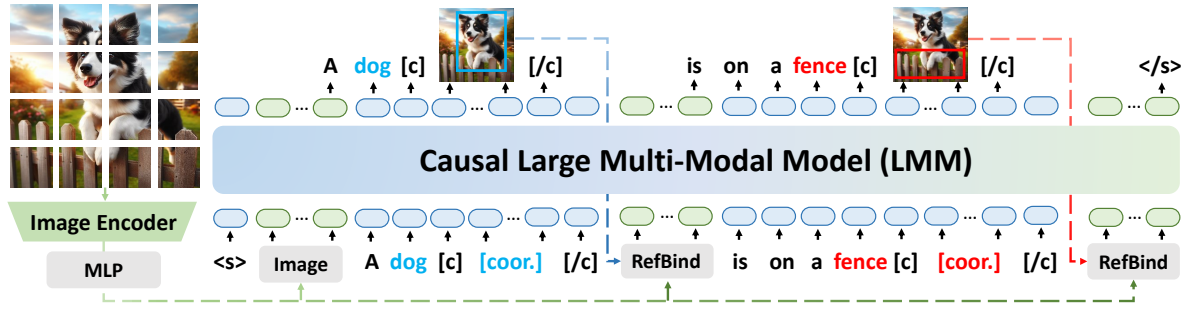 A dog [c] [/c] is on a fence [c] [/c] </s>
... ... ... ... ...
Causal Large Multi-Modal Model (LMM)
Image Encoder
... ... ... ... ...
MLP
<s> Image A dog [c] [coor.] [/c] RefBind is on a fence [c] [coor.] [/c] RefBind